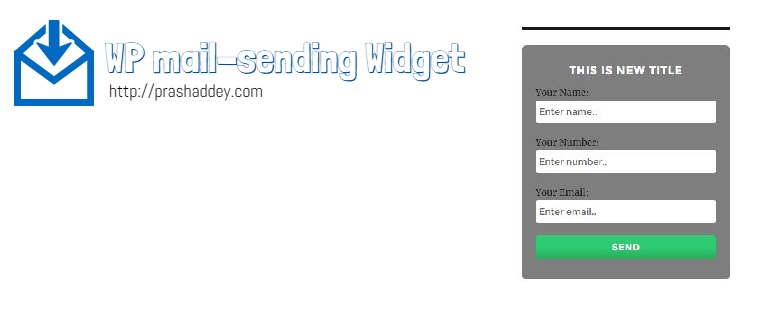 WP mail-sending Widget
http://prashaddey.com
THIS IS NEW TITLE
Your Name:
Enter name..
Your Number:
Enter number..
Your Email:
Enter email..
SEND